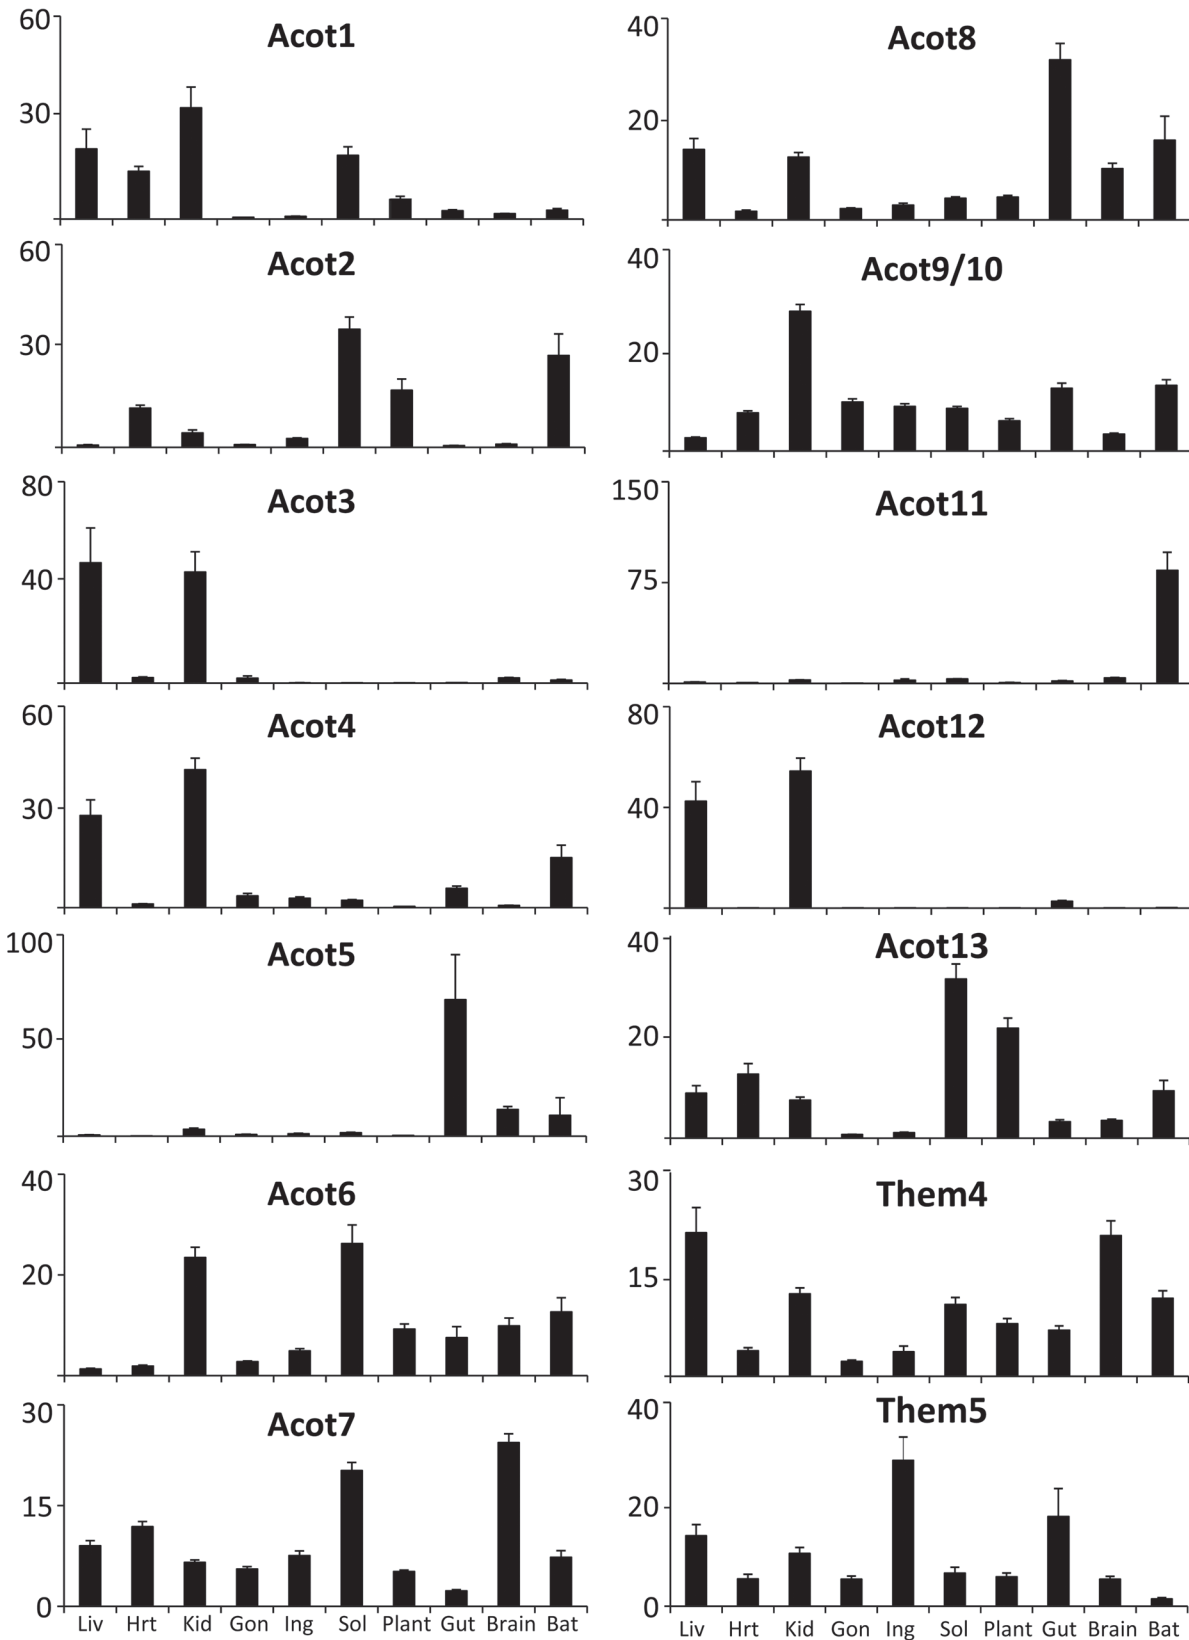 60
Acot1
30
60
Acot2
30
80
Acot3
40
60
Acot4
30
100
Acot5
50
40
Acot6
20
30
Acot7
15
0
Liv Hrt Kid Gon Ing Sol Plant Gut Brain Bat
40
Acot8
20
40
Acot9/10
20
150
Acot11
75
80
Acot12
40
40
Acot13
20
30
Them4
15
40
Them5
20
0
Liv Hrt Kid Gon Ing Sol Plant Gut Brain Bat